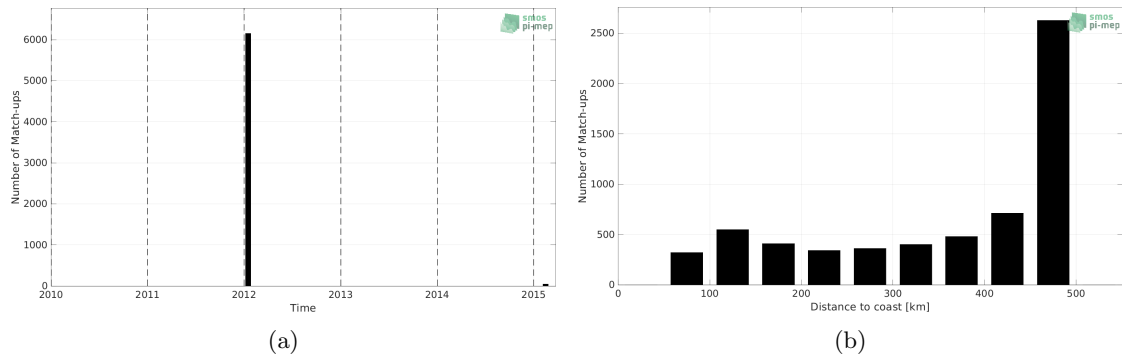 smos
pi-mep
Number of Match-ups
6000
5000
4000
3000
2000
1000
0
2010 2011 2012 2013 2014 2015
Time
(a)
smos
pi-mep
Number of Match-ups
2500
2000
1500
1000
500
0
0 100 200 300 400 500
Distance to coast [km]
(b)